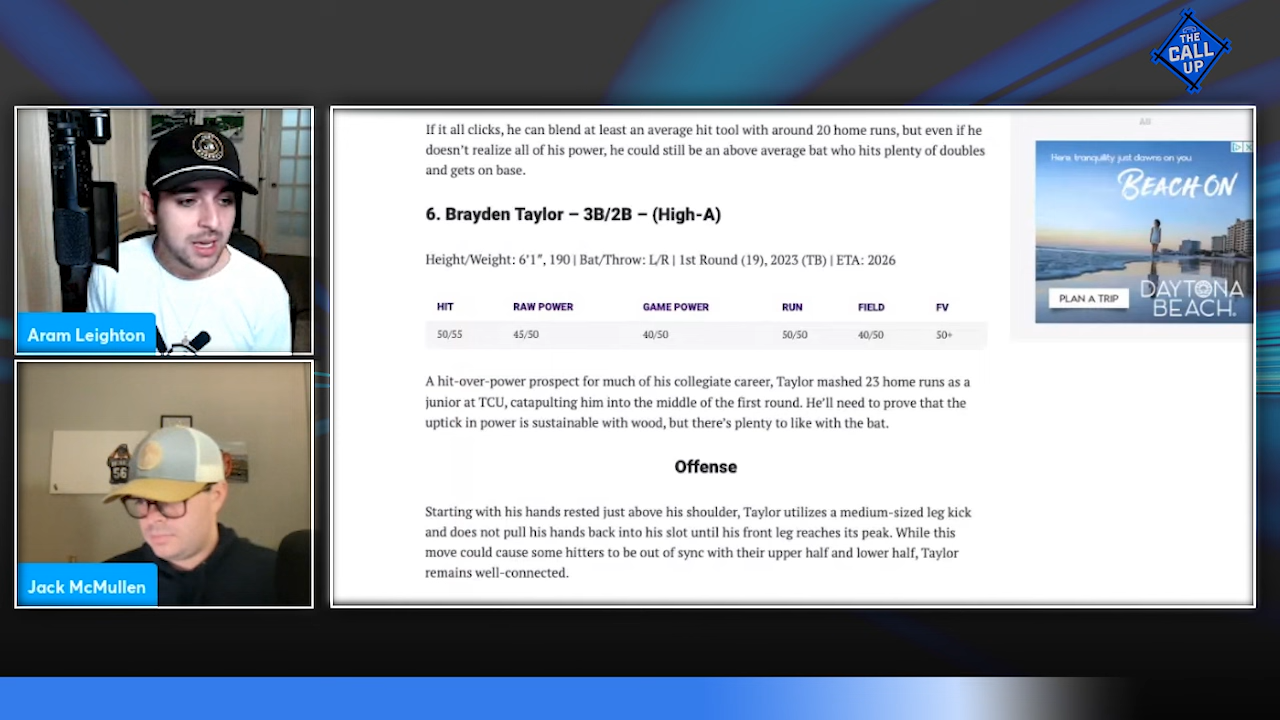 THE
CALL
UP
If it all clicks, he can blend at least an average hit tool with around 20 home runs, but even if he
doesn't realize all of his power, he could still be an above average bat who hits plenty of doubles
and gets on base.
6. Brayden Taylor – 3B/2B – (High-A)
Height/Weight: 6'1", 190 | Bat/Throw: L/R | 1st Round (19), 2023 (TB) | ETA: 2026
HIT RAW POWER GAME POWER RUN FIELD FV
50/55 45/50 40/50 50/50 40/50 50+
A hit-over-power prospect for much of his collegiate career, Taylor mashed 23 home runs as a
junior at TCU, catapulting him into the middle of the first round. He'll need to prove that the
uptick in power is sustainable with wood, but there's plenty to like with the bat.
Offense
Starting with his hands rested just above his shoulder, Taylor utilizes a medium-sized leg kick
and does not pull his hands back into his slot until his front leg reaches its peak. While this
move could cause some hitters to be out of sync with their upper half and lower half, Taylor
remains well-connected.
Here tranquility just dawns on you
BEACH ON
PLAN A TRIP
DAYTONA
BEACH.
Aram Leighton
56
Jack McMullen